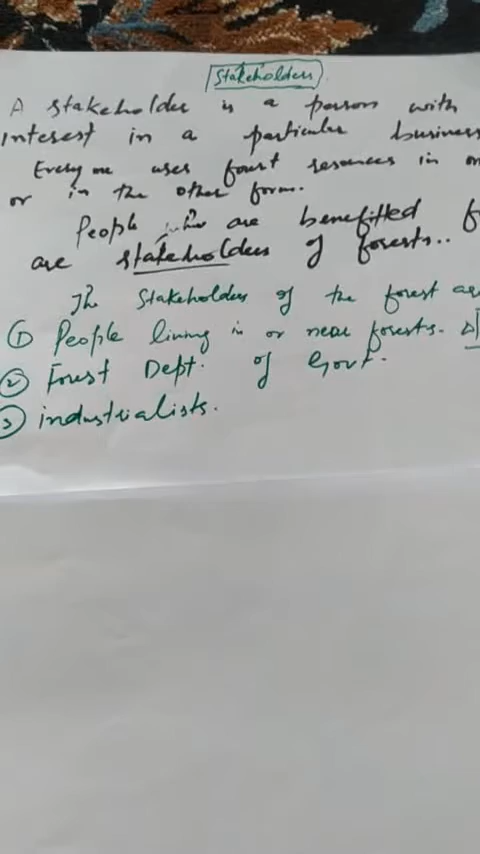 Stakeholders
A stakeholder is a person with
interest in a particular business
Everyone uses forest resources in
or in the other form.
People who are benefitted
are stakeholders of forests..
The Stakeholders of the forest are
① People living in or near forests.
② Forest Dept. of Govt.
③ industrialists.